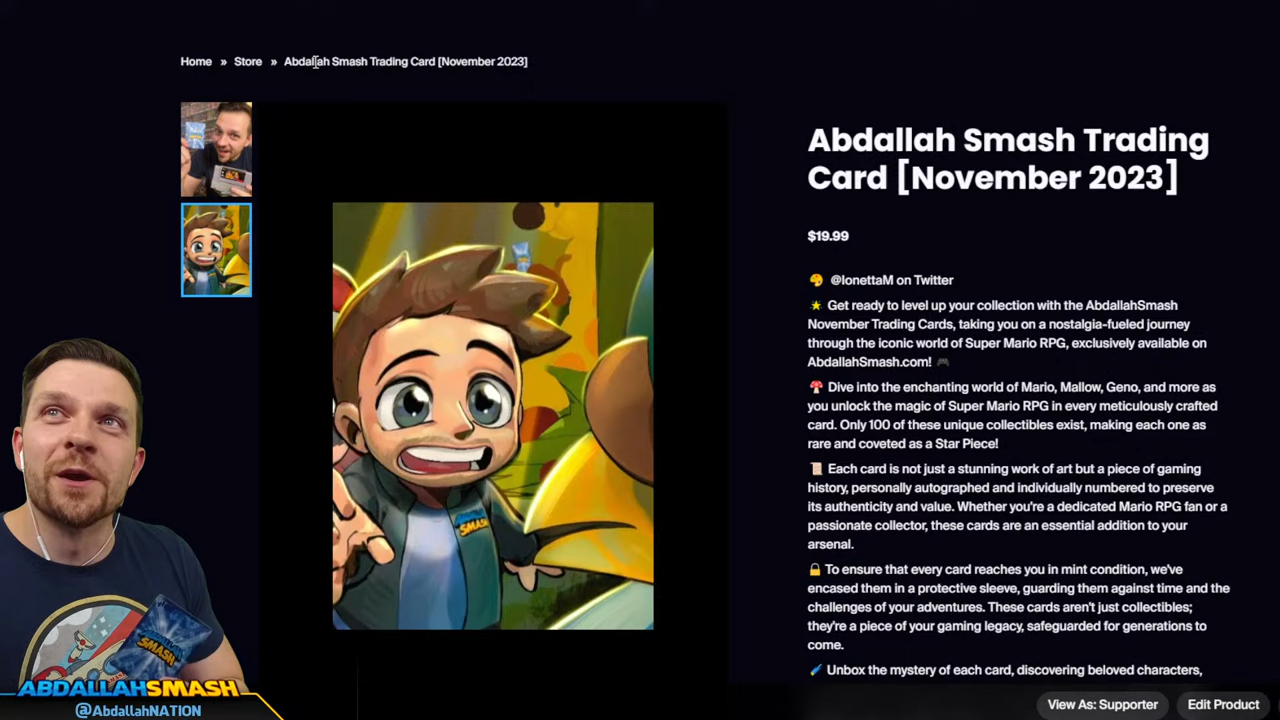 Home » Store » Abdallah Smash Trading Card [November 2023]
Abdallah Smash Trading
Card [November 2023]
$19.99
@IonettaM on Twitter
Get ready to level up your collection with the AbdallahSmash
November Trading Cards, taking you on a nostalgia-fueled journey
through the iconic world of Super Mario RPG, exclusively available on
AbdallahSmash.com!
Dive into the enchanting world of Mario, Mallow, Geno, and more as
you unlock the magic of Super Mario RPG in every meticulously crafted
card. Only 100 of these unique collectibles exist, making each one as
rare and coveted as a Star Piece!
Each card is not just a stunning work of art but a piece of gaming
history, personally autographed and individually numbered to preserve
its authenticity and value. Whether you're a dedicated Mario RPG fan or a
passionate collector, these cards are an essential addition to your
arsenal.
To ensure that every card reaches you in mint condition, we've
encased them in a protective sleeve, guarding them against time and the
challenges of your adventures. These cards aren't just collectibles;
they're a piece of your gaming legacy, safeguarded for generations to
come.
Unbox the mystery of each card, discovering beloved characters,
View As: Supporter
Edit Product
ABDALLAH
SMASH
ABDALLAH
SMASH
ABDALLAHSMASH
@AbdallahNATION